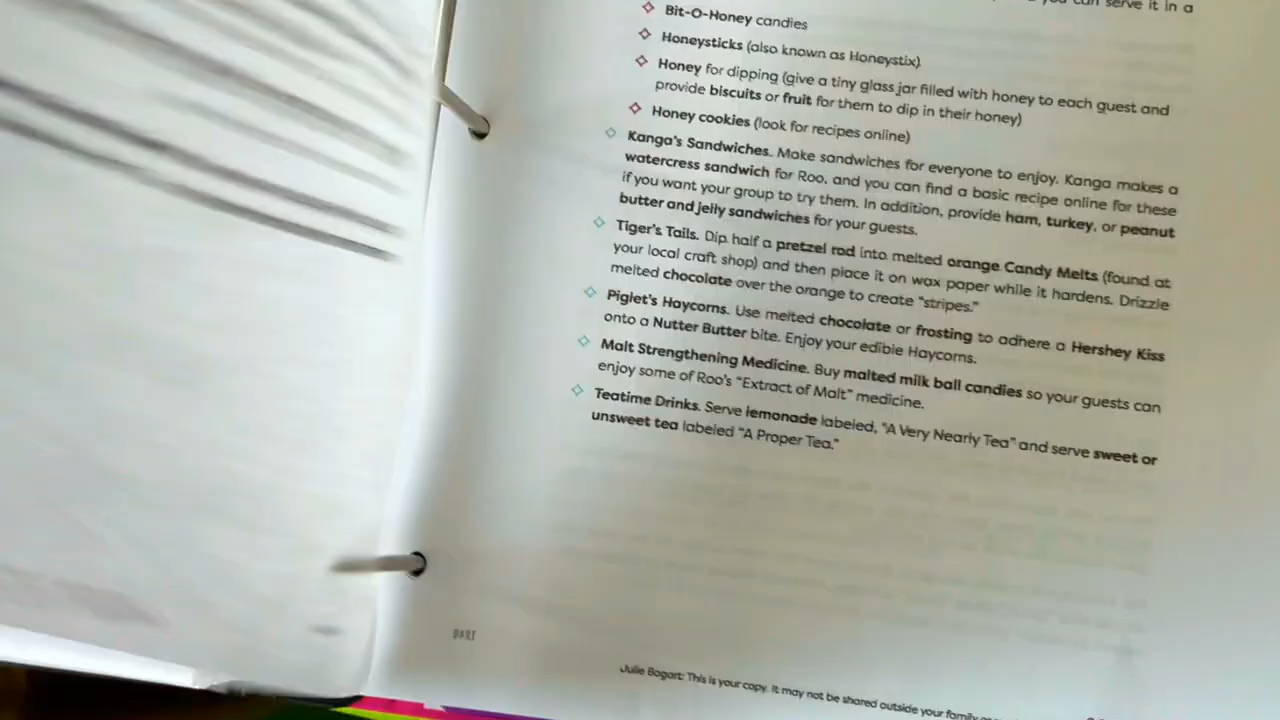 you can serve it in a
Bit-O-Honey candies
Honeysticks (also known as Honeystix)
Honey for dipping (give a tiny glass jar filled with honey to each guest and
provide biscuits or fruit for them to dip in their honey)
Honey cookies (look for recipes online)
Kanga's Sandwiches. Make sandwiches for everyone to enjoy. Kanga makes a
watercress sandwich for Roo, and you can find a basic recipe online for these
if you want your group to try them. In addition, provide ham, turkey, or peanut
butter and jelly sandwiches for your guests.
Tiger's Tails. Dip half a pretzel rod into melted orange Candy Melts (found at
your local craft shop) and then place it on wax paper while it hardens. Drizzle
melted chocolate over the orange to create "stripes."
Piglet's Haycorns. Use melted chocolate or frosting to adhere a Hershey Kiss
onto a Nutter Butter bite. Enjoy your edible Haycorns.
Malt Strengthening Medicine. Buy malted milk ball candies so your guests can
enjoy some of Roo's "Extract of Malt" medicine.
Teatime Drinks. Serve lemonade labeled, "A Very Nearly Tea" and serve sweet or
unsweet tea labeled "A Proper Tea."
DART
Julie Bogart: This is your copy. It may not be shared outside your family